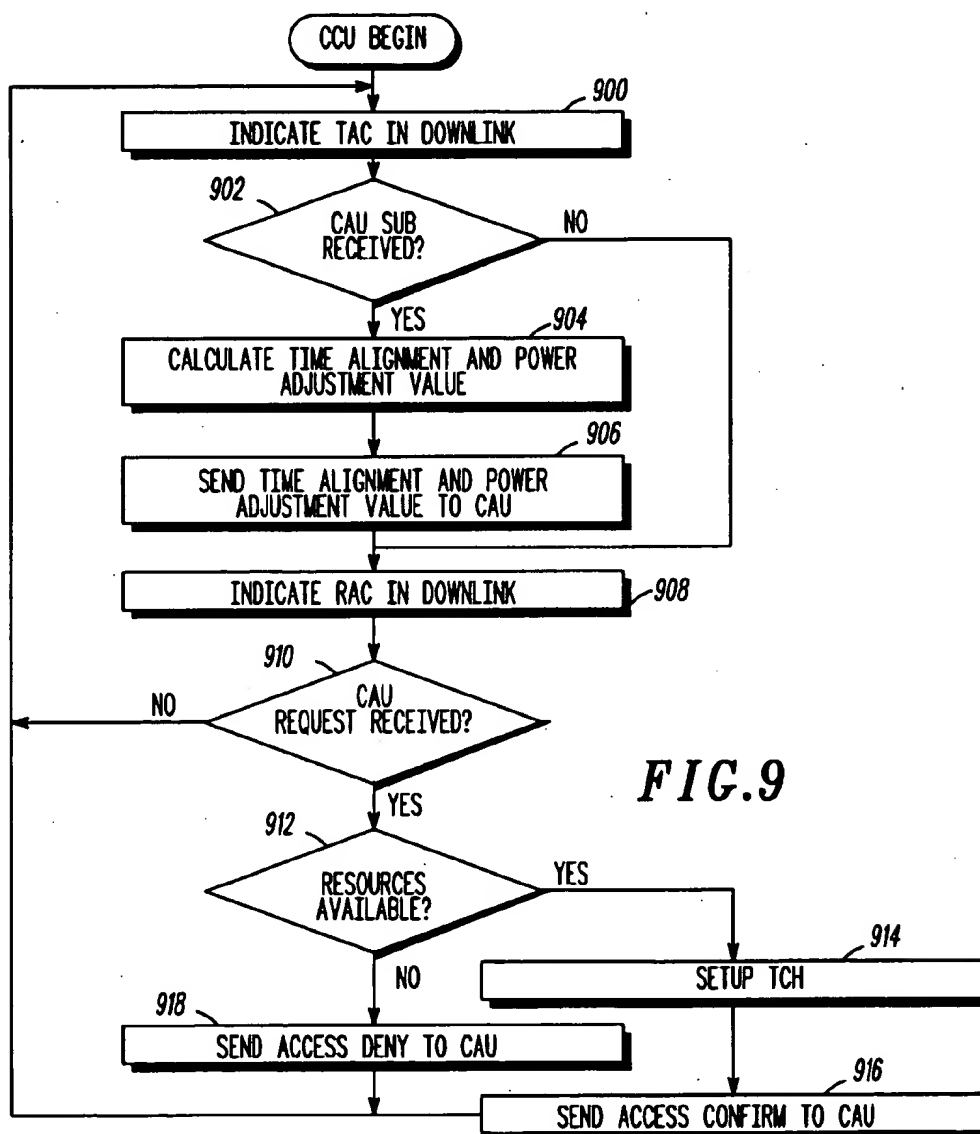 CCU BEGIN
900
INDICATE TAC IN DOWNLINK
902
CAU SUB
RECEIVED?
NO
YES
904
CALCULATE TIME ALIGNMENT AND POWER
ADJUSTMENT VALUE
906
SEND TIME ALIGNMENT AND POWER
ADJUSTMENT VALUE TO CAU
INDICATE RAC IN DOWNLINK
908
910
CAU
REQUEST RECEIVED?
NO
YES
FIG.9
912
RESOURCES
AVAILABLE?
YES
NO
914
SETUP TCH
918
SEND ACCESS DENY TO CAU
916
SEND ACCESS CONFIRM TO CAU